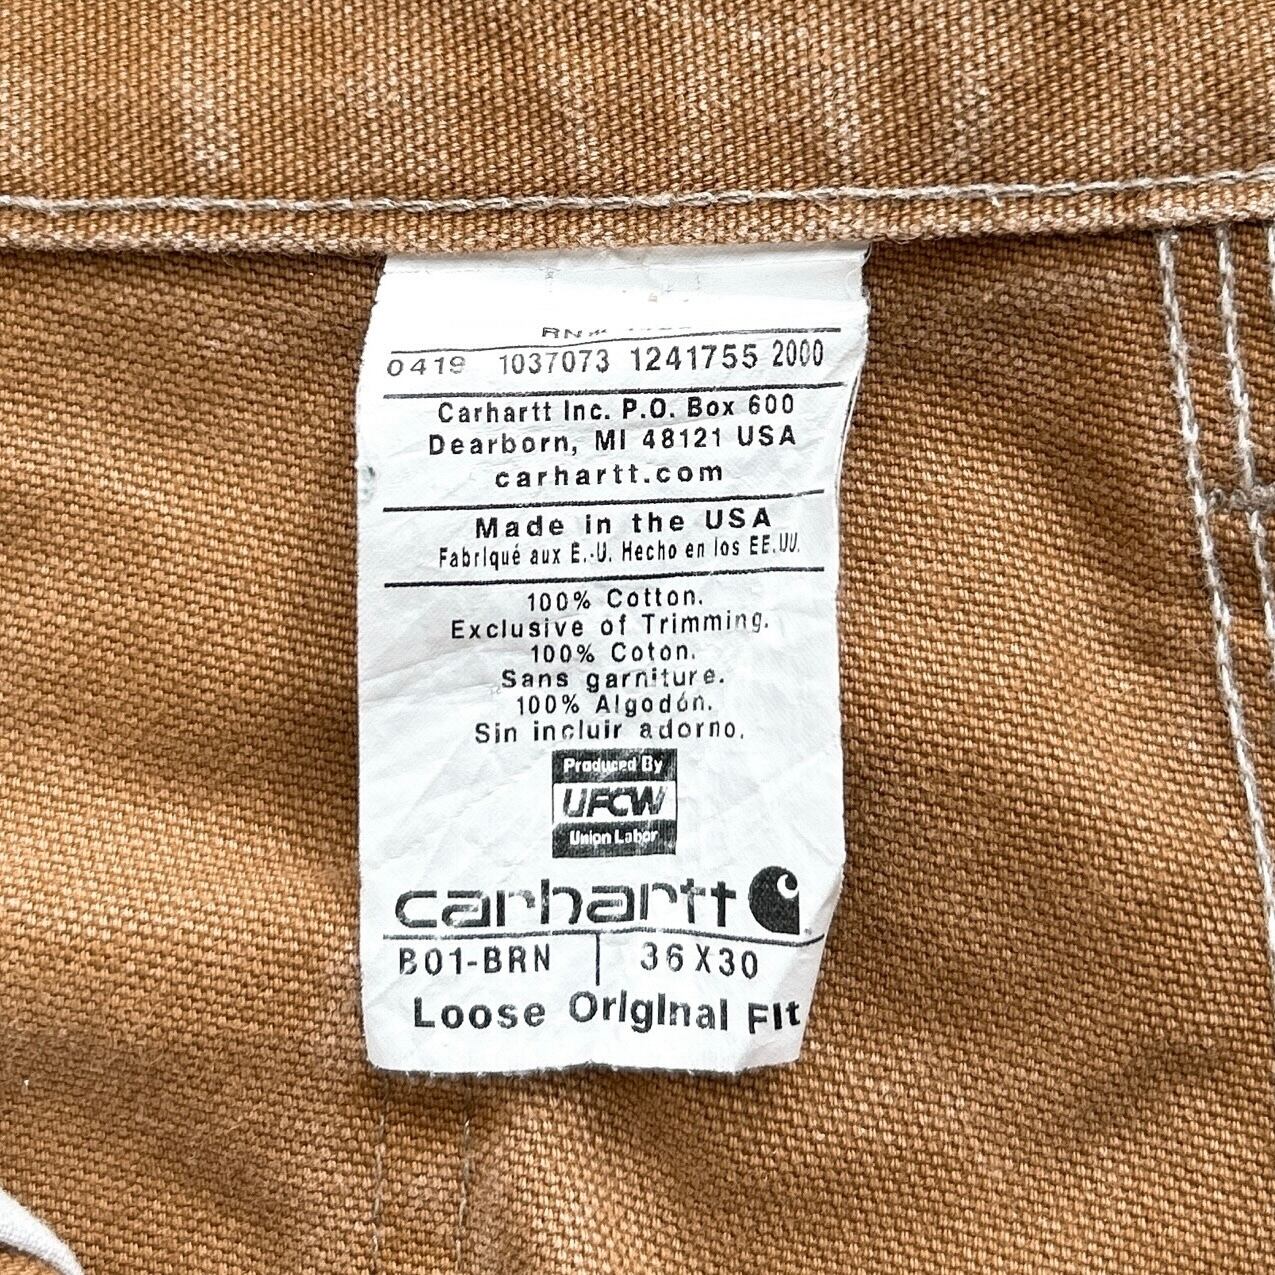 RN#
0419 1037073 1241755 2000
Carhartt Inc. P.O. Box 600
Dearborn, MI 48121 USA
carhartt.com
Made in the USA
Fabriqué aux É.-U. Hecho en los EE.UU.
100% Cotton.
Exclusive of Trimming.
100% Coton.
Sans garniture.
100% Algodón.
Sin incluir adorno.
Produced By
UFCW
Union Labor
carhartt
B01-BRN 36X30
Loose Original Fit